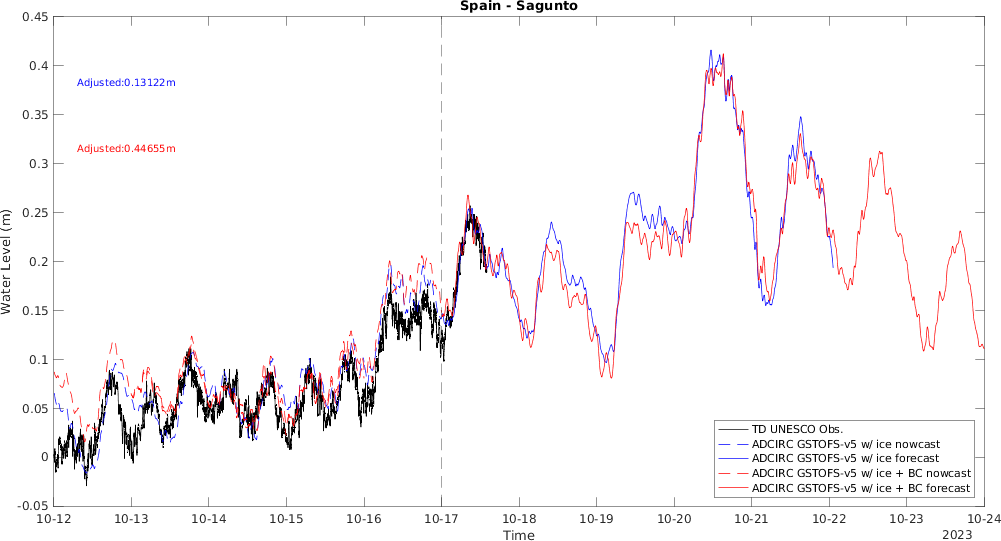 Spain - Sagunto
0.45
0.4
0.35
0.3
0.25
0.2
0.15
0.1
0.05
0
-0.05
Water Level (m)
Adjusted:0.13122m
Adjusted:0.44655m
TD UNESCO Obs.
ADCIRC GSTOFS-v5 w/ ice nowcast
ADCIRC GSTOFS-v5 w/ ice forecast
ADCIRC GSTOFS-v5 w/ ice + BC nowcast
ADCIRC GSTOFS-v5 w/ ice + BC forecast
10-12 10-13 10-14 10-15 10-16 10-17 10-18 10-19 10-20 10-21 10-22 10-23 10-24
Time
2023